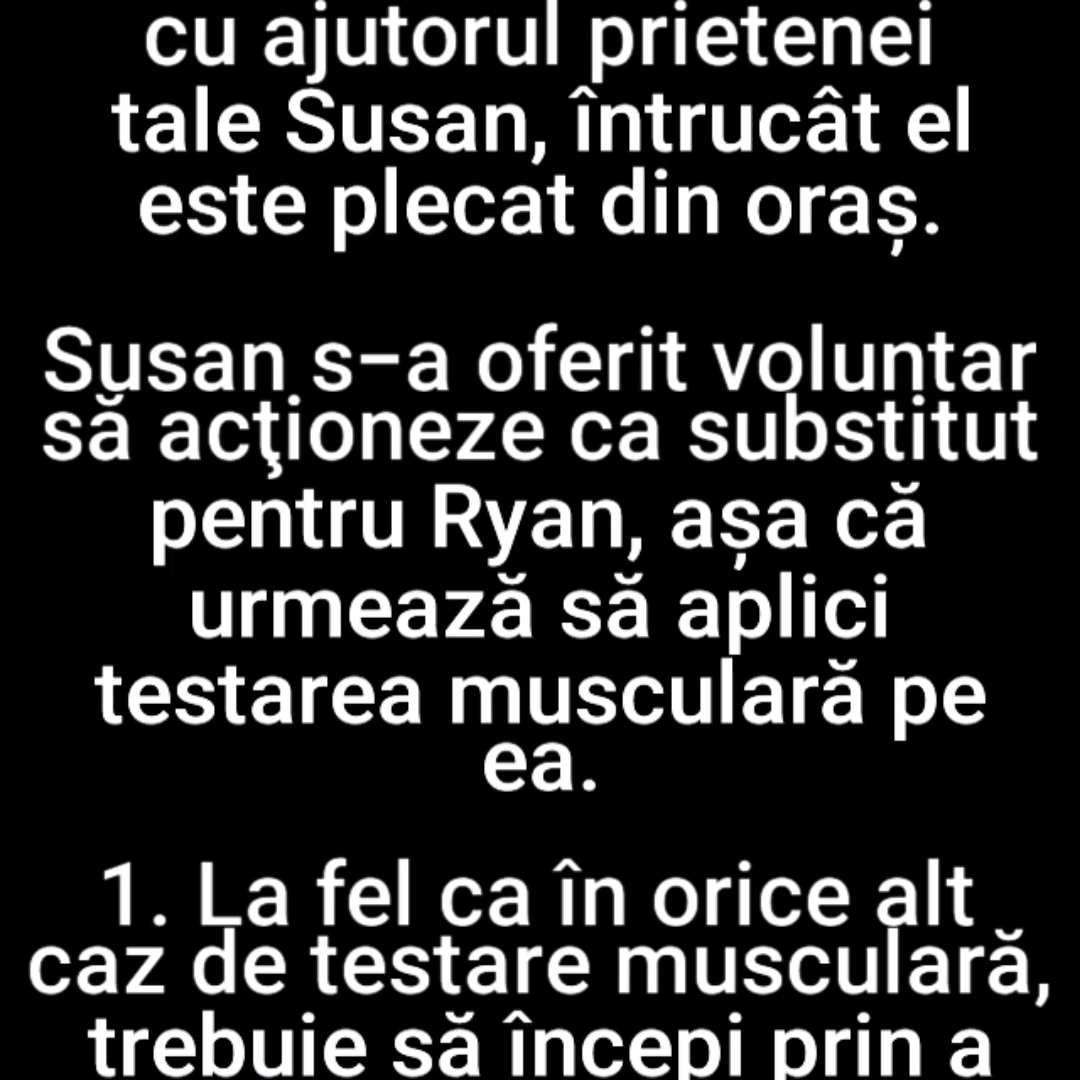 cu ajutorul prietenei
tale Susan, întrucât el
este plecat din oraș.
Susan s-a oferit voluntar
să acţioneze ca substitut
pentru Ryan, așa că
urmează să aplici
testarea musculară pe
ea.
1. La fel ca în orice alt
caz de testare musculară,
trebuie să începi prin a